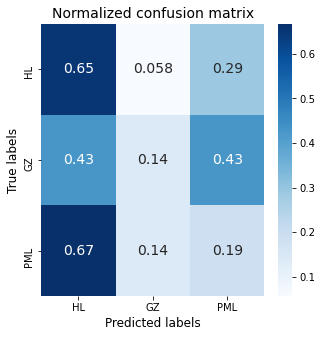 Normalized confusion matrix
True labels
HL
0.65 0.058 0.29
GZ
0.43 0.14 0.43
PML
0.67 0.14 0.19
HL GZ PML
Predicted labels
0.6
0.5
0.4
0.3
0.2
0.1